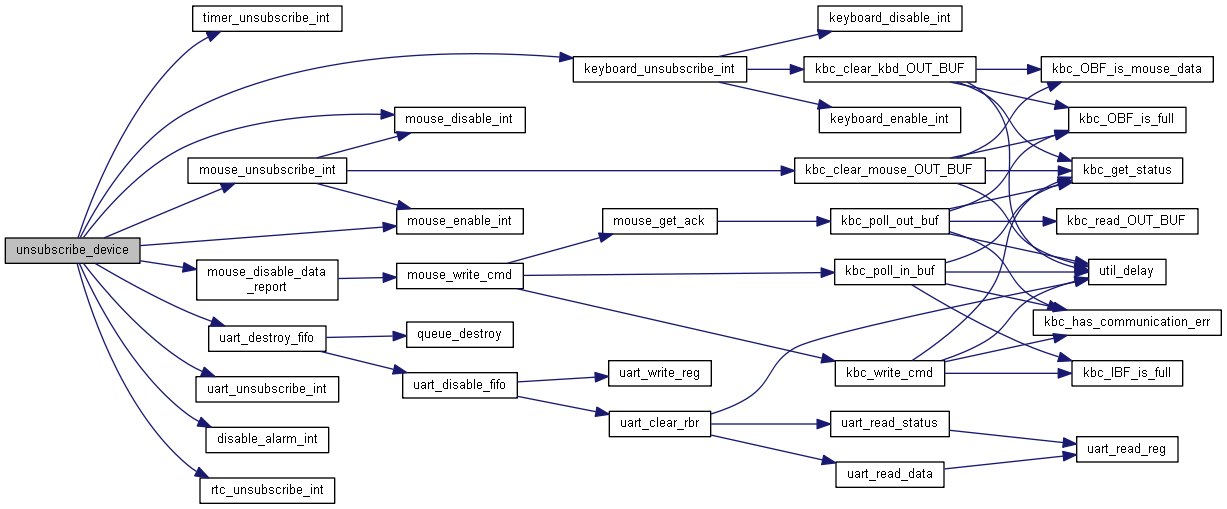 timer_unsubscribe_int
keyboard_disable_int
keyboard_unsubscribe_int
kbc_clear_kbd_OUT_BUF
kbc_OBF_is_mouse_data
mouse_disable_int
keyboard_enable_int
kbc_OBF_is_full
mouse_unsubscribe_int
kbc_clear_mouse_OUT_BUF
kbc_get_status
mouse_enable_int
mouse_get_ack
kbc_poll_out_buf
kbc_read_OUT_BUF
unsubscribe_device
mouse_disable_data
_report
mouse_write_cmd
kbc_poll_in_buf
util_delay
kbc_has_communication_err
uart_destroy_fifo
queue_destroy
uart_unsubscribe_int
uart_disable_fifo
uart_write_reg
kbc_write_cmd
kbc_IBF_is_full
disable_alarm_int
uart_clear_rbr
uart_read_status
uart_read_reg
uart_read_data
rtc_unsubscribe_int